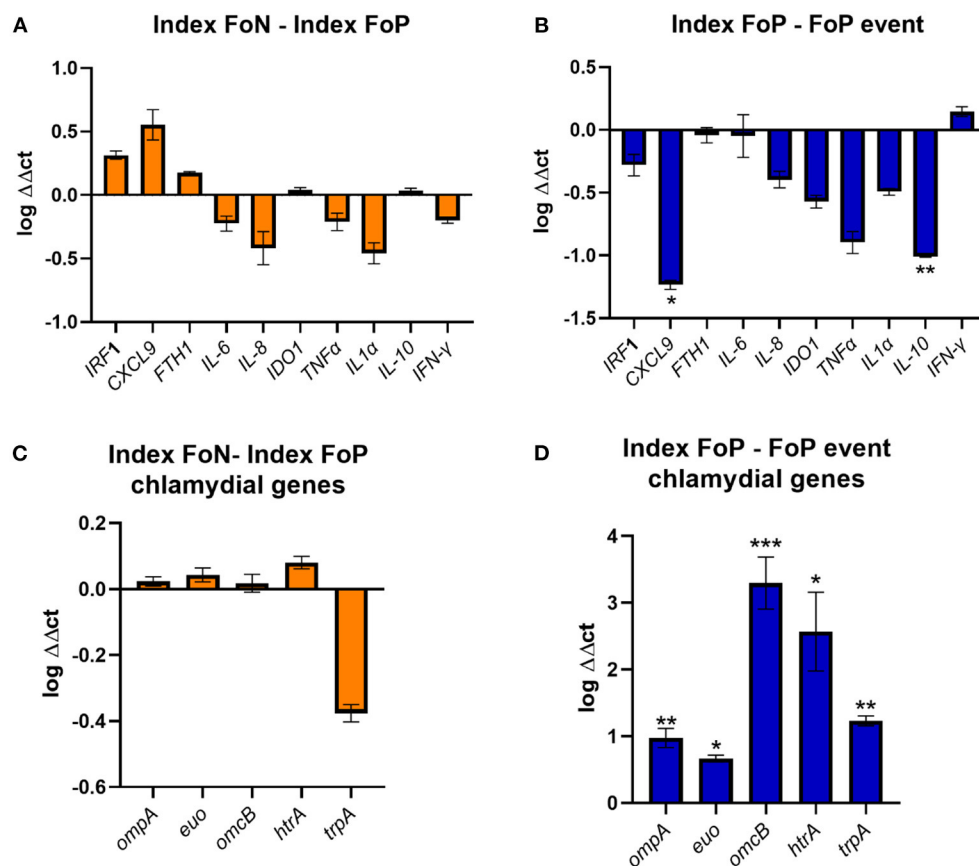 A
Index FoN - Index FoP
log ΔΔct
1.0
0.5
0.0
-0.5
-1.0
IRF1
CXCL9
FTH1
IL-6
IL-8
IDO1
TNFα
IL1α
IL-10
IFN-γ
B
Index FoP - FoP event
log ΔΔct
0.5
0.0
-0.5
-1.0
-1.5
*
**
IRF1
CXCL9
FTH1
IL-6
IL-8
IDO1
TNFα
IL1α
IL-10
IFN-γ
C
Index FoN- Index FoP
chlamydial genes
log ΔΔct
0.2
0.0
-0.2
-0.4
-0.6
ompA
euo
omcB
htrA
trpA
D
Index FoP - FoP event
chlamydial genes
log ΔΔct
4
3
2
1
0
**
*
***
*
**
ompA
euo
omcB
htrA
trpA